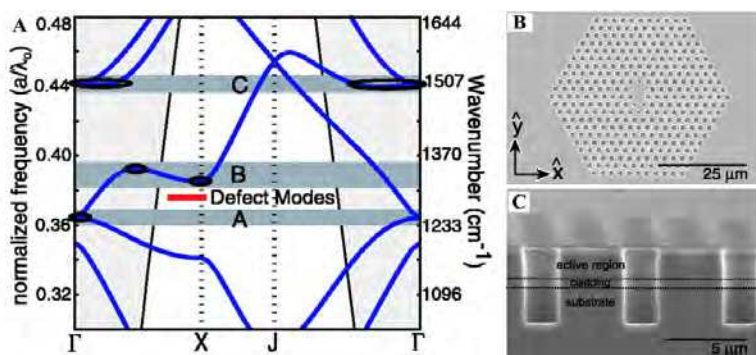 A
0.48
0.44
0.40
0.36
0.32
normalized frequency (a/λ₀)
C
B
Defect Modes
A
Γ
X
J
Γ
1644
1507
1370
1233
1096
Wavenumber (cm⁻¹)
B
ŷ
x̂
25 μm
C
active region
cladding
substrate
5 μm